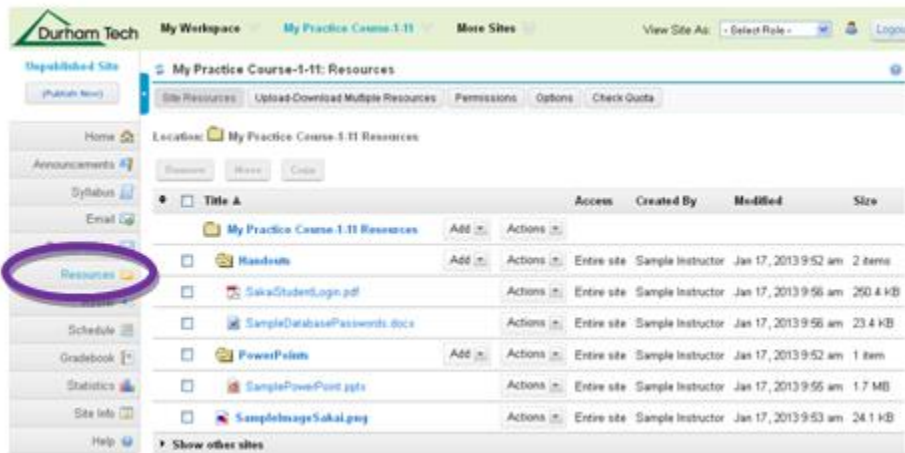 Durham Tech My Workspace My Practice Course-1-11 More Sites View Site As: - Select Role - Logout
Unpublished Site
(Publish Now)
My Practice Course-1-11: Resources
Site Resources Upload-Download Multiple Resources Permissions Options Check Quota
Home
Announcements
Syllabus
Email
Resources
Schedule
Gradebook
Statistics
Site Info
Help
Location: My Practice Course-1-11 Resources
Remove Move Copy
Title Access Created By Modified Size
My Practice Course-1-11 Resources Add Actions
Handouts Add Actions Entire site Sample Instructor Jan 17, 2013 9:52 am 2 items
SakaiStudentLogin.pdf Actions Entire site Sample Instructor Jan 17, 2013 9:56 am 250.4 KB
SampleDatabasePasswords.docx Actions Entire site Sample Instructor Jan 17, 2013 9:56 am 23.4 KB
PowerPoints Add Actions Entire site Sample Instructor Jan 17, 2013 9:52 am 1 item
SamplePowerPoint.pptx Actions Entire site Sample Instructor Jan 17, 2013 9:55 am 1.7 MB
SampleImageSakai.png Actions Entire site Sample Instructor Jan 17, 2013 9:53 am 24.1 KB
Show other sites